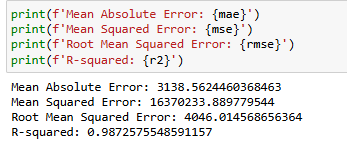 print(f'Mean Absolute Error: {mae}')
print(f'Mean Squared Error: {mse}')
print(f'Root Mean Squared Error: {rmse}')
print(f'R-squared: {r2}')
Mean Absolute Error: 3138.5624460368463
Mean Squared Error: 16370233.889779544
Root Mean Squared Error: 4046.014568656364
R-squared: 0.9872575548591157